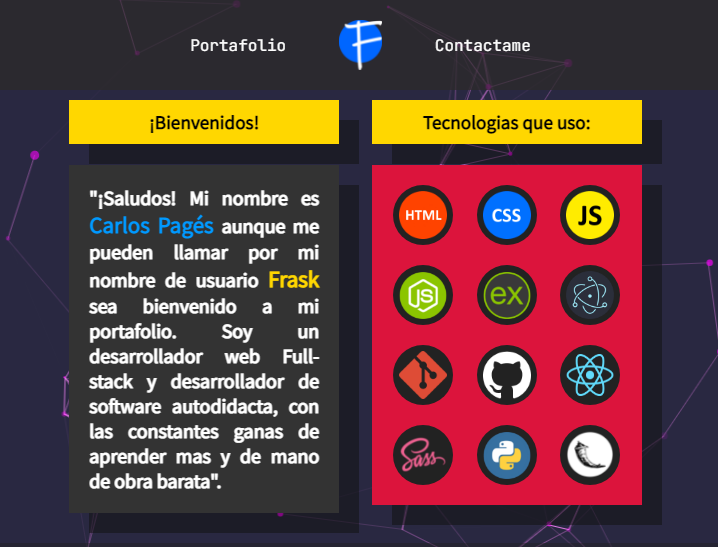 Portafolio
Contactame
¡Bienvenidos!
"¡Saludos! Mi nombre es
Carlos Pagés aunque me
pueden llamar por mi
nombre de usuario Frask
sea bienvenido a mi
portafolio. Soy un
desarrollador web Full-
stack y desarrollador de
software autodidacta, con
las constantes ganas de
aprender mas y de mano
de obra barata".
Tecnologias que uso:
HTML
CSS
JS
JS
ex
Sass